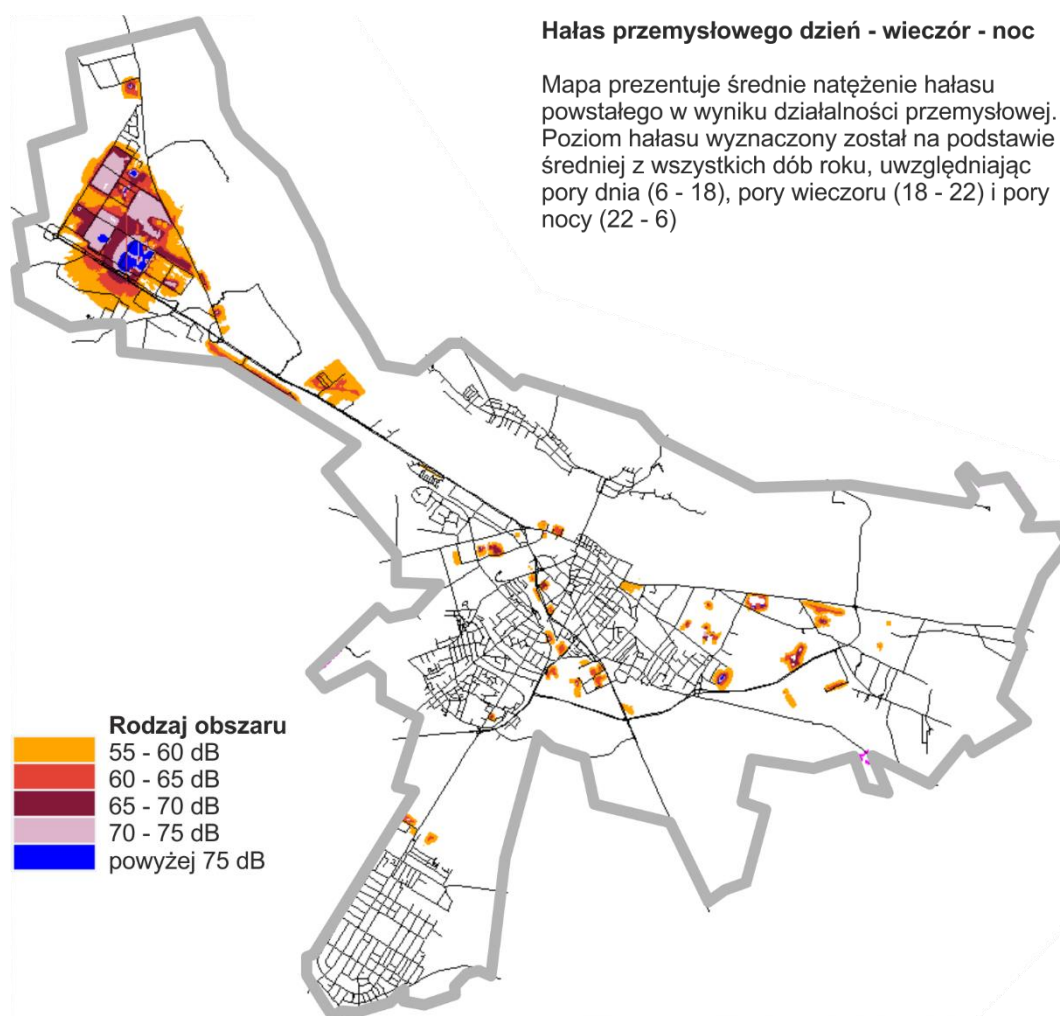 Hałas przemysłowego dzień - wieczór - noc
Mapa prezentuje średnie natężenie hałasu
powstałego w wyniku działalności przemysłowej.
Poziom hałasu wyznaczony został na podstawie
średniej z wszystkich dób roku, uwzględniając
pory dnia (6 - 18), pory wieczoru (18 - 22) i pory
nocy (22 - 6)
Rodzaj obszaru
55 - 60 dB
60 - 65 dB
65 - 70 dB
70 - 75 dB
powyżej 75 dB